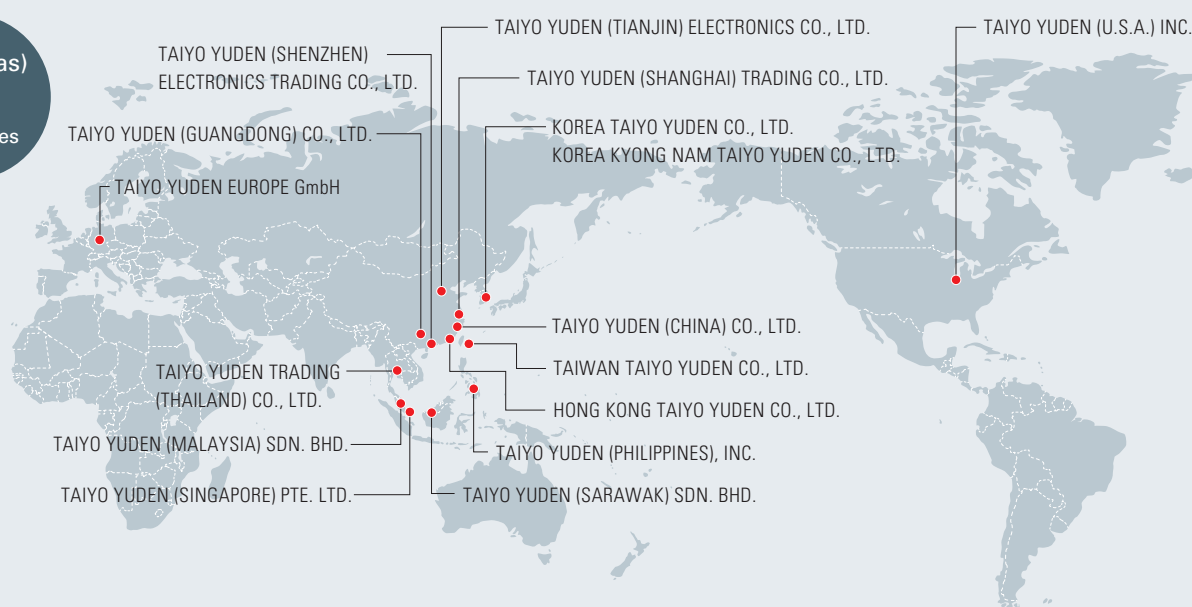 as)
es
TAIYO YUDEN (SHENZHEN)
ELECTRONICS TRADING CO., LTD.
TAIYO YUDEN (GUANGDONG) CO., LTD.
TAIYO YUDEN EUROPE GmbH
TAIYO YUDEN (TIANJIN) ELECTRONICS CO., LTD.
TAIYO YUDEN (U.S.A.) INC.
TAIYO YUDEN (SHANGHAI) TRADING CO., LTD.
KOREA TAIYO YUDEN CO., LTD.
KOREA KYONG NAM TAIYO YUDEN CO., LTD.
TAIYO YUDEN (CHINA) CO., LTD.
TAIWAN TAIYO YUDEN CO., LTD.
HONG KONG TAIYO YUDEN CO., LTD.
TAIYO YUDEN (PHILIPPINES), INC.
TAIYO YUDEN (SARAWAK) SDN. BHD.
TAIYO YUDEN TRADING
(THAILAND) CO., LTD.
TAIYO YUDEN (MALAYSIA) SDN. BHD.
TAIYO YUDEN (SINGAPORE) PTE. LTD.